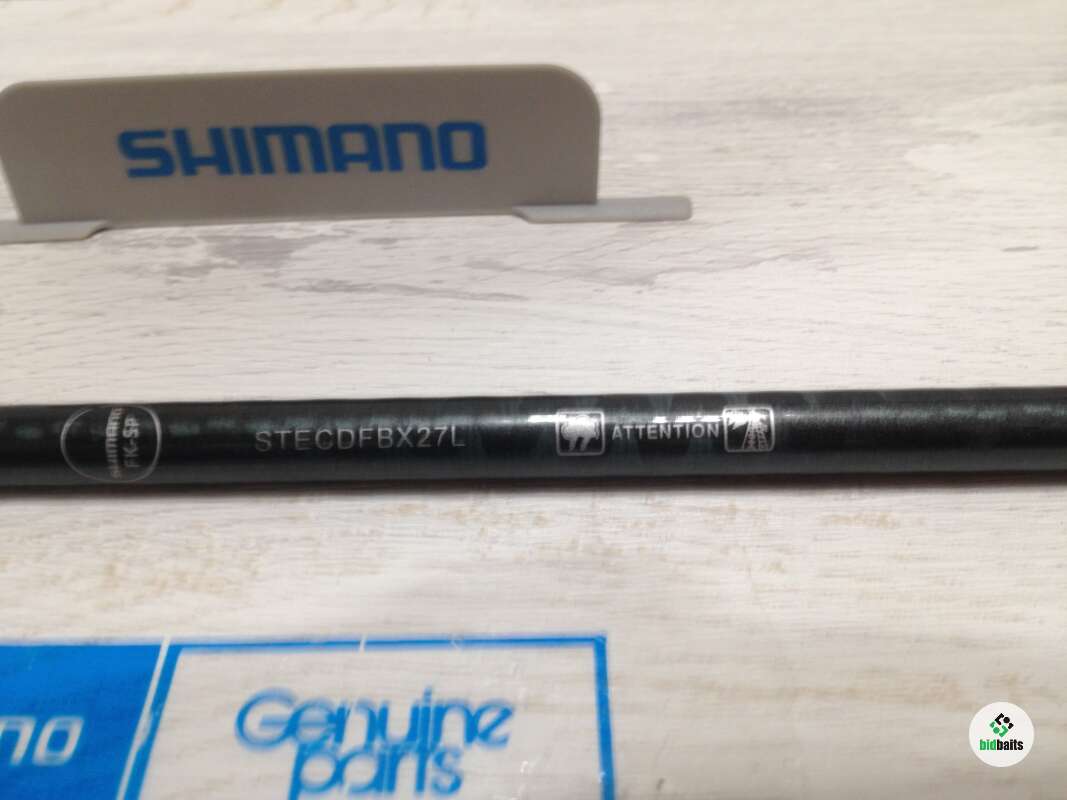 SHIMANO
shimano
FK-SP
STECDFBX27L
ATTENTION
NO
Genuine
parts
bidbaits